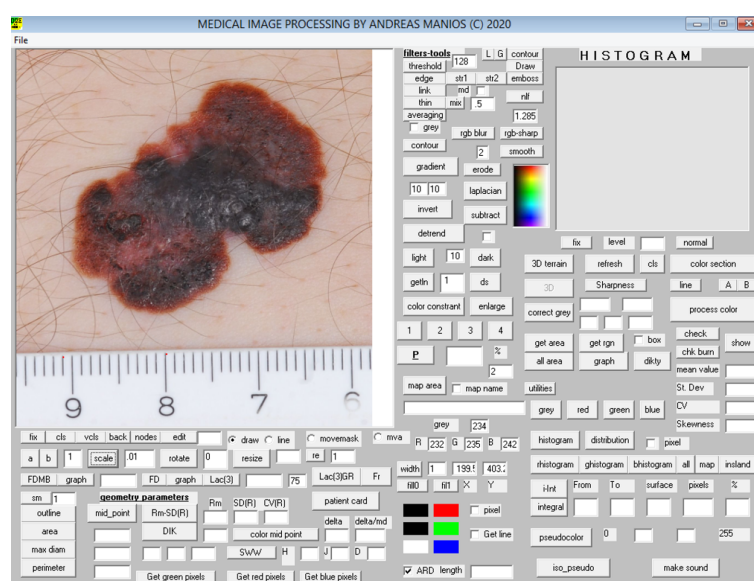 MEDICAL IMAGE PROCESSING BY ANDREAS MANIOS (C) 2020
File
filters-tools L G contour
threshold 128 Draw
edge str1 str2 emboss
link md
thin mix .5 nlf
averaging 1.285
grey rgb blur rgb-sharp
contour 2 smooth
gradient erode
10 10 laplacian
invert subtract
detrend
light 10 dark
getIn 1 ds
color constrant enlarge
1 2 3 4
P %
2
map area map name
grey 234
R 232 G 235 B 242
width 1 199.5 403.2
fill0 fill1 X Y
pixel
Get line
ARD length
HISTOGRAM
fix level normal
3D terrain refresh cls color section
3D Sharpness line A B
correct grey process color
get area get rgn box check show
all area graph dikty chk burn
mean value
utilities St. Dev
grey red green blue CV
Skewness
histogram distribution pixel
rhistogram ghistogram bhistogram all map insland
i-Int From To surface pixels %
integral
pseudocolor 0 255
iso_pseudo make sound
9 8 7 6
fix cls vcls back nodes edit draw line movemask mva
a b 1 scale .01 rotate 0 resize re 1
FDMB graph FD graph Lac(3) 75 Lac(3)GR Fr
sm 1 geometry parameters Rm SD(R) CV(R) patient card
outline mid_point Rm-SD(R)
area DIK color mid point delta delta/md
max diam SWW H J D
perimeter Get green pixels Get red pixels Get blue pixels